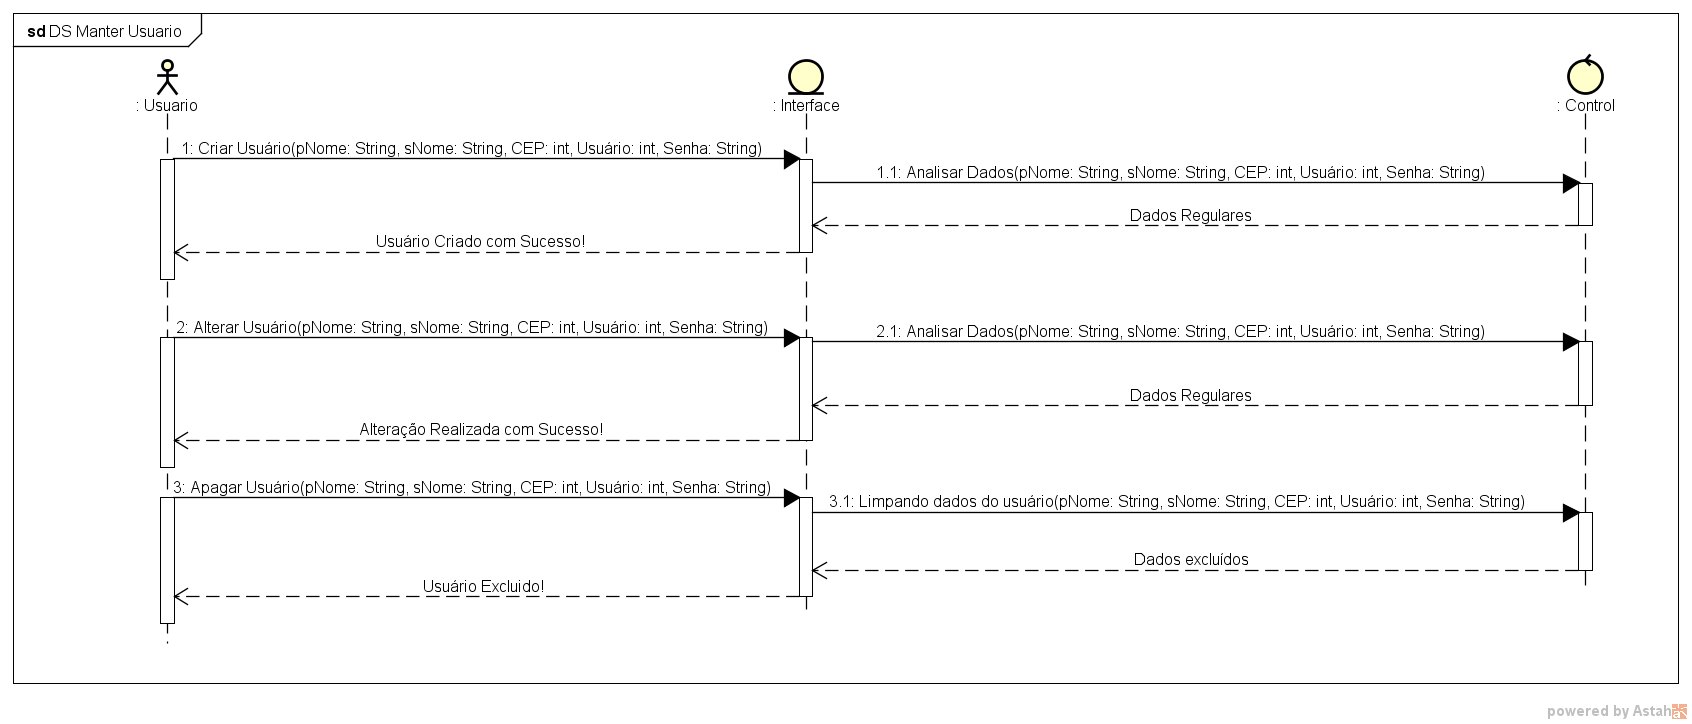 sd DS Manter Usuario
: Usuario
: Interface
: Control
1: Criar Usuário(pNome: String, sNome: String, CEP: int, Usuário: int, Senha: String)
1.1: Analisar Dados(pNome: String, sNome: String, CEP: int, Usuário: int, Senha: String)
Dados Regulares
Usuário Criado com Sucesso!
2: Alterar Usuário(pNome: String, sNome: String, CEP: int, Usuário: int, Senha: String)
2.1: Analisar Dados(pNome: String, sNome: String, CEP: int, Usuário: int, Senha: String)
Dados Regulares
Alteração Realizada com Sucesso!
3: Apagar Usuário(pNome: String, sNome: String, CEP: int, Usuário: int, Senha: String)
3.1: Limpando dados do usuário(pNome: String, sNome: String, CEP: int, Usuário: int, Senha: String)
Dados excluídos
Usuário Excluido!
powered by Astah